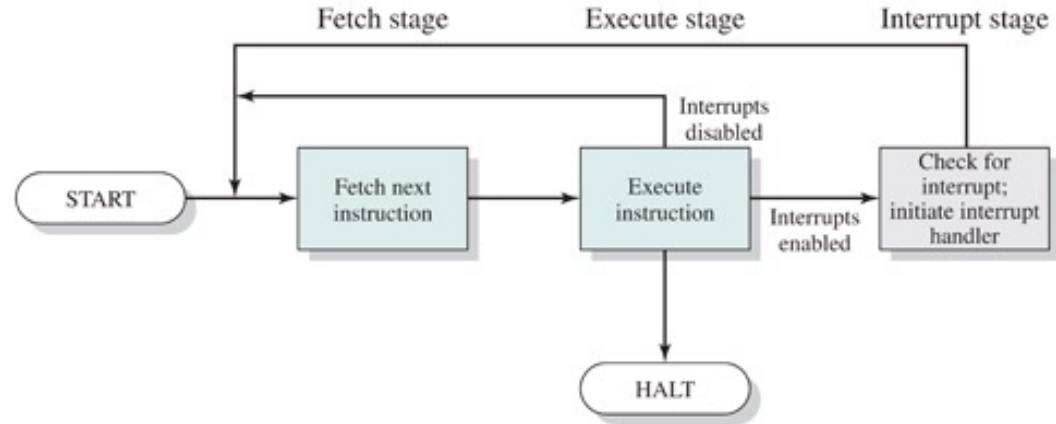 Fetch stage
Execute stage
Interrupt stage
Interrupts
disabled
START
Fetch next
instruction
Execute
instruction
Interrupts
enabled
Check for
interrupt;
initiate interrupt
handler
HALT